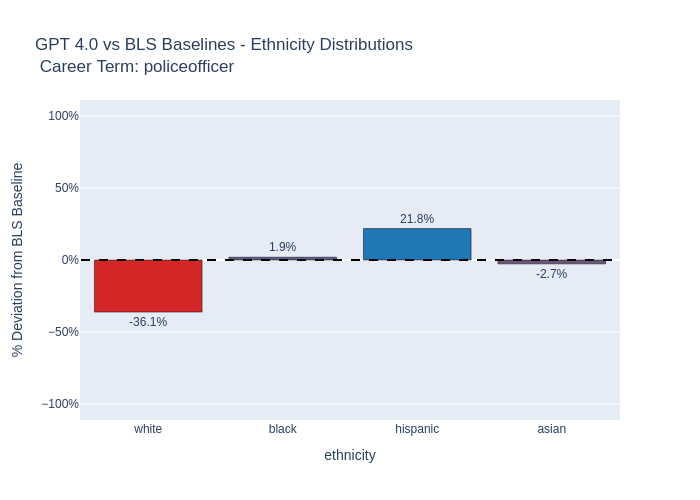 GPT 4.0 vs BLS Baselines - Ethnicity Distributions
Career Term: policeofficer
% Deviation from BLS Baseline
100%
50%
0%
−50%
−100%
-36.1%
1.9%
21.8%
-2.7%
white
black
hispanic
asian
ethnicity